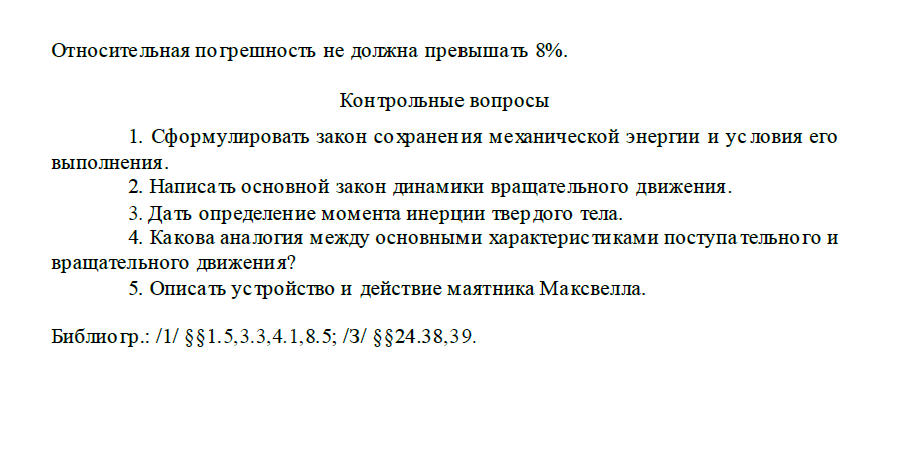 Относительная погрешность не должна превышать 8%.
Контрольные вопросы
1. Сформулировать закон сохранения механической энергии и условия его
выполнения.
2. Написать основной закон динамики вращательного движения.
3. Дать определение момента инерции твердого тела.
4. Какова аналогия между основными характеристиками поступательного и
вращательного движения?
5. Описать устройство и действие маятника Максвелла.
Библиогр.: /1/ §§1.5,3.3,4.1,8.5; /3/ §§24.38,39.